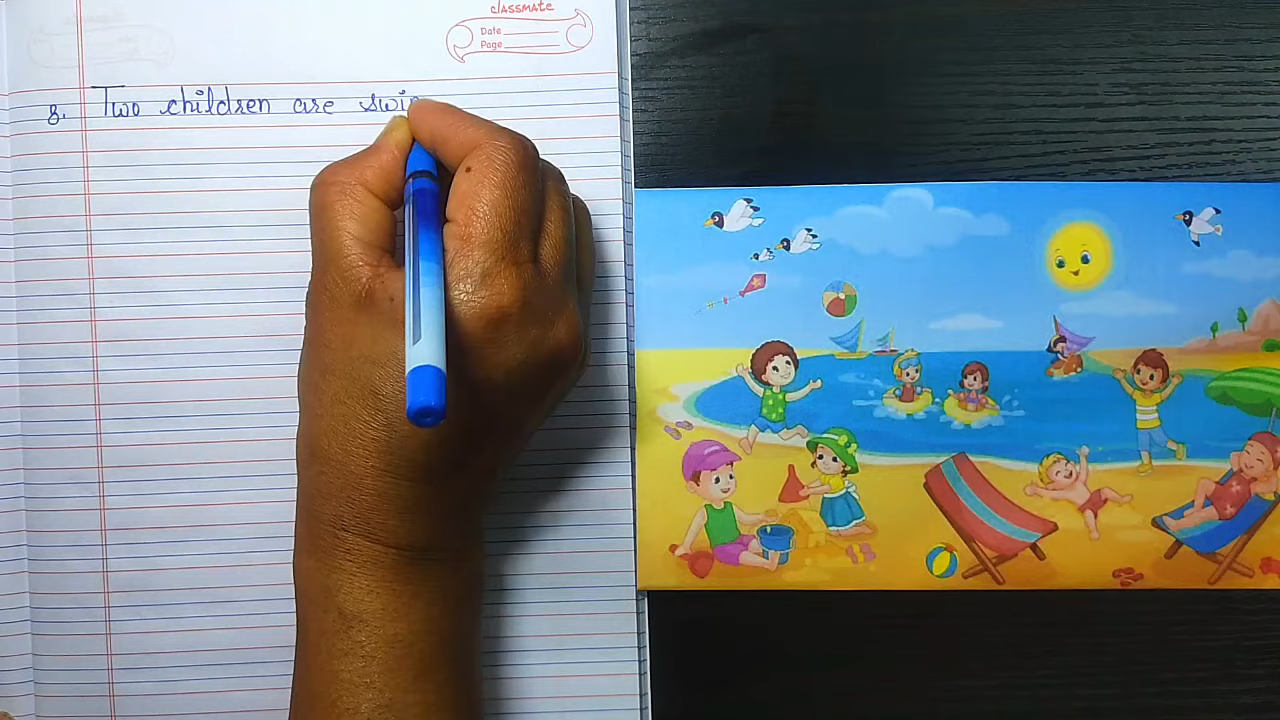 classmate
Date
Page
8. Two children are swi